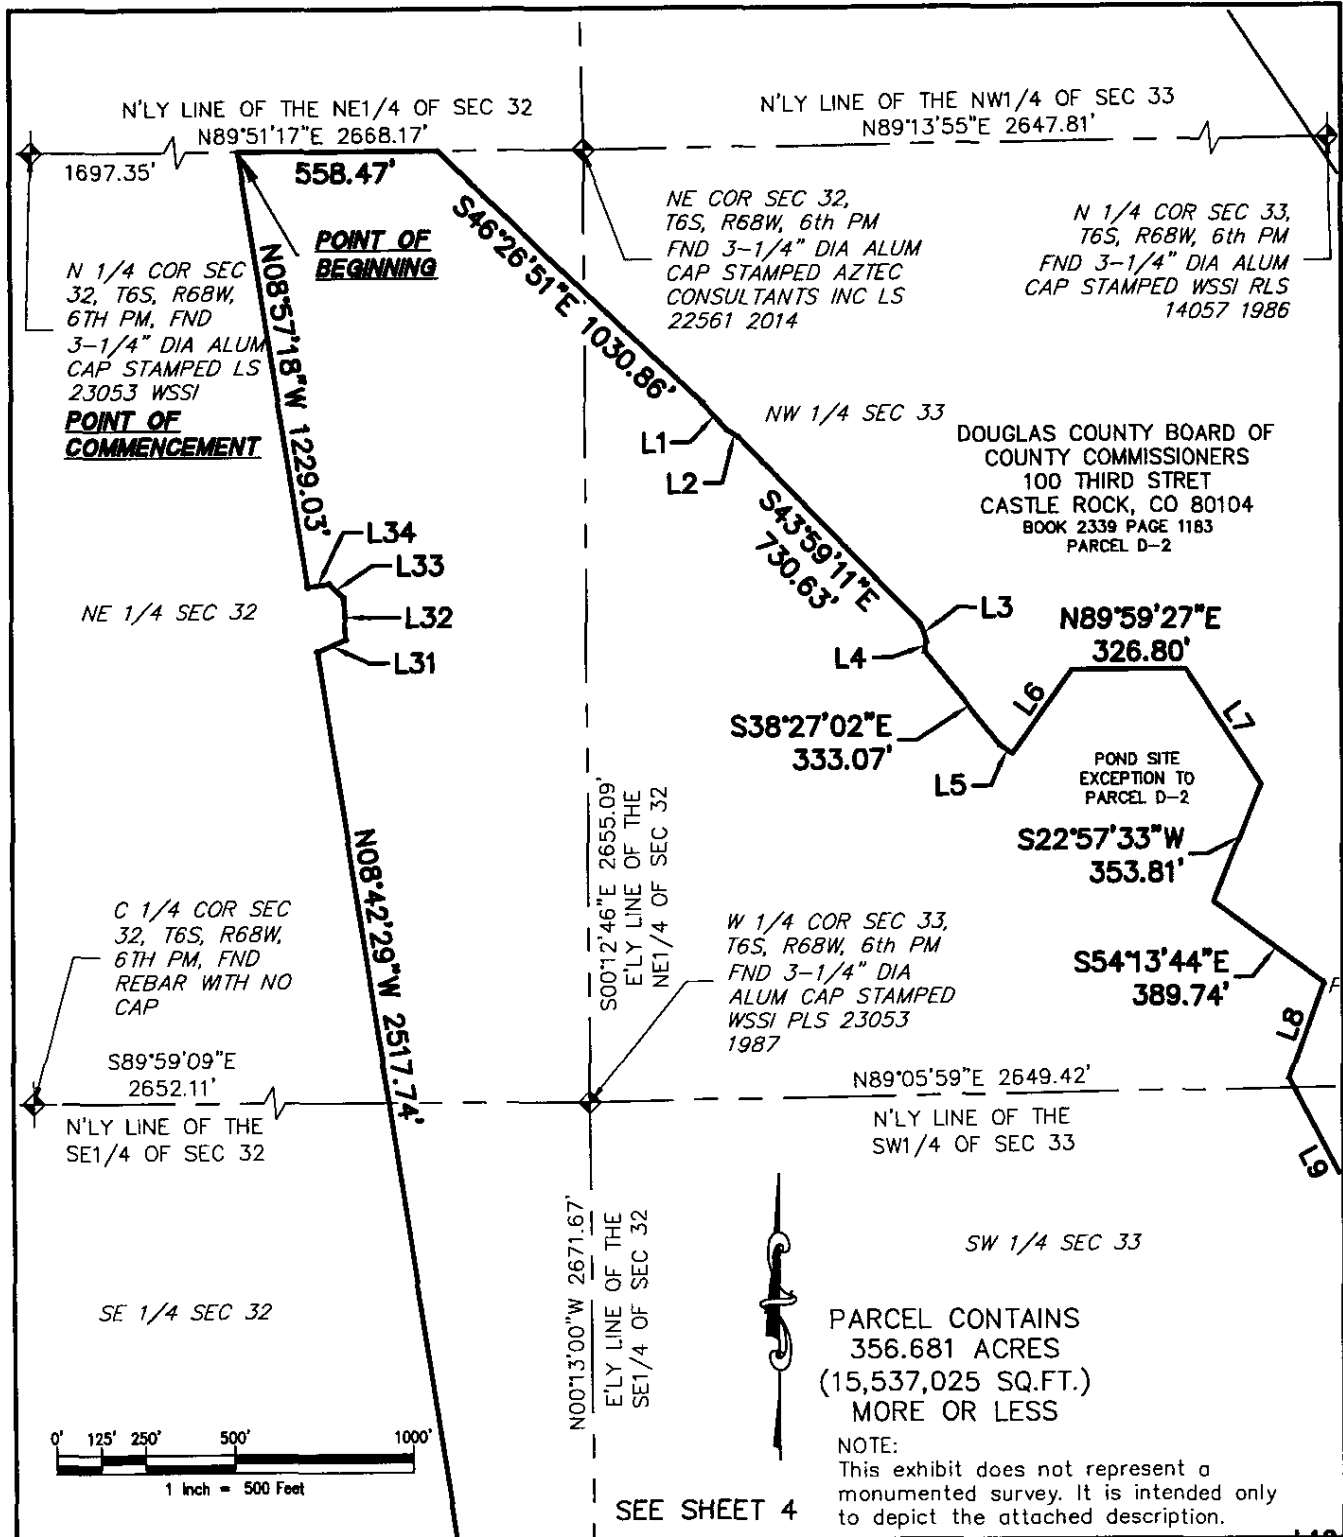 N'LY LINE OF THE NE1/4 OF SEC 32
N89°51'17"E 2668.17'
1697.35'
558.47'
N'LY LINE OF THE NW1/4 OF SEC 33
N89°13'55"E 2647.81'
POINT OF
BEGINNING
N 1/4 COR SEC
32, T6S, R68W,
6TH PM, FND
3-1/4" DIA ALUM
CAP STAMPED LS
23053 WSSI
POINT OF
COMMENCEMENT
N08°57'18"W 1229.03'
S46°26'51"E 1030.86'
NE COR SEC 32,
T6S, R68W, 6th PM
FND 3-1/4" DIA ALUM
CAP STAMPED AZTEC
CONSULTANTS INC LS
22561 2014
N 1/4 COR SEC 33,
T6S, R68W, 6th PM
FND 3-1/4" DIA ALUM
CAP STAMPED WSSI RLS
14057 1986
NW 1/4 SEC 33
L1
L2
DOUGLAS COUNTY BOARD OF
COUNTY COMMISSIONERS
100 THIRD STRET
CASTLE ROCK, CO 80104
BOOK 2339 PAGE 1183
PARCEL D-2
S43°59'11"E
730.63'
L34
L33
L32
L31
NE 1/4 SEC 32
L3
L4
N89°59'27"E
326.80'
L6
L7
S38°27'02"E
333.07'
L5
POND SITE
EXCEPTION TO
PARCEL D-2
S22°57'33"W
353.81'
S00°12'46"E 2655.09'
E'LY LINE OF THE
NE1/4 OF SEC 32
N08°42'29"W 2517.74'
C 1/4 COR SEC
32, T6S, R68W,
6TH PM, FND
REBAR WITH NO
CAP
W 1/4 COR SEC 33,
T6S, R68W, 6th PM
FND 3-1/4" DIA
ALUM CAP STAMPED
WSSI PLS 23053
1987
S54°13'44"E
389.74'
L8
S89°59'09"E
2652.11'
N'LY LINE OF THE
SE1/4 OF SEC 32
N89°05'59"E 2649.42'
N'LY LINE OF THE
SW1/4 OF SEC 33
L9
N00°13'00"W 2671.67'
E'LY LINE OF THE
SE1/4 OF SEC 32
SW 1/4 SEC 33
SE 1/4 SEC 32
PARCEL CONTAINS
356.681 ACRES
(15,537,025 SQ.FT.)
MORE OR LESS
0' 125' 250' 500' 1000'
1 Inch = 500 Feet
SEE SHEET 4
NOTE:
This exhibit does not represent a
monumented survey. It is intended only
to depict the attached description.